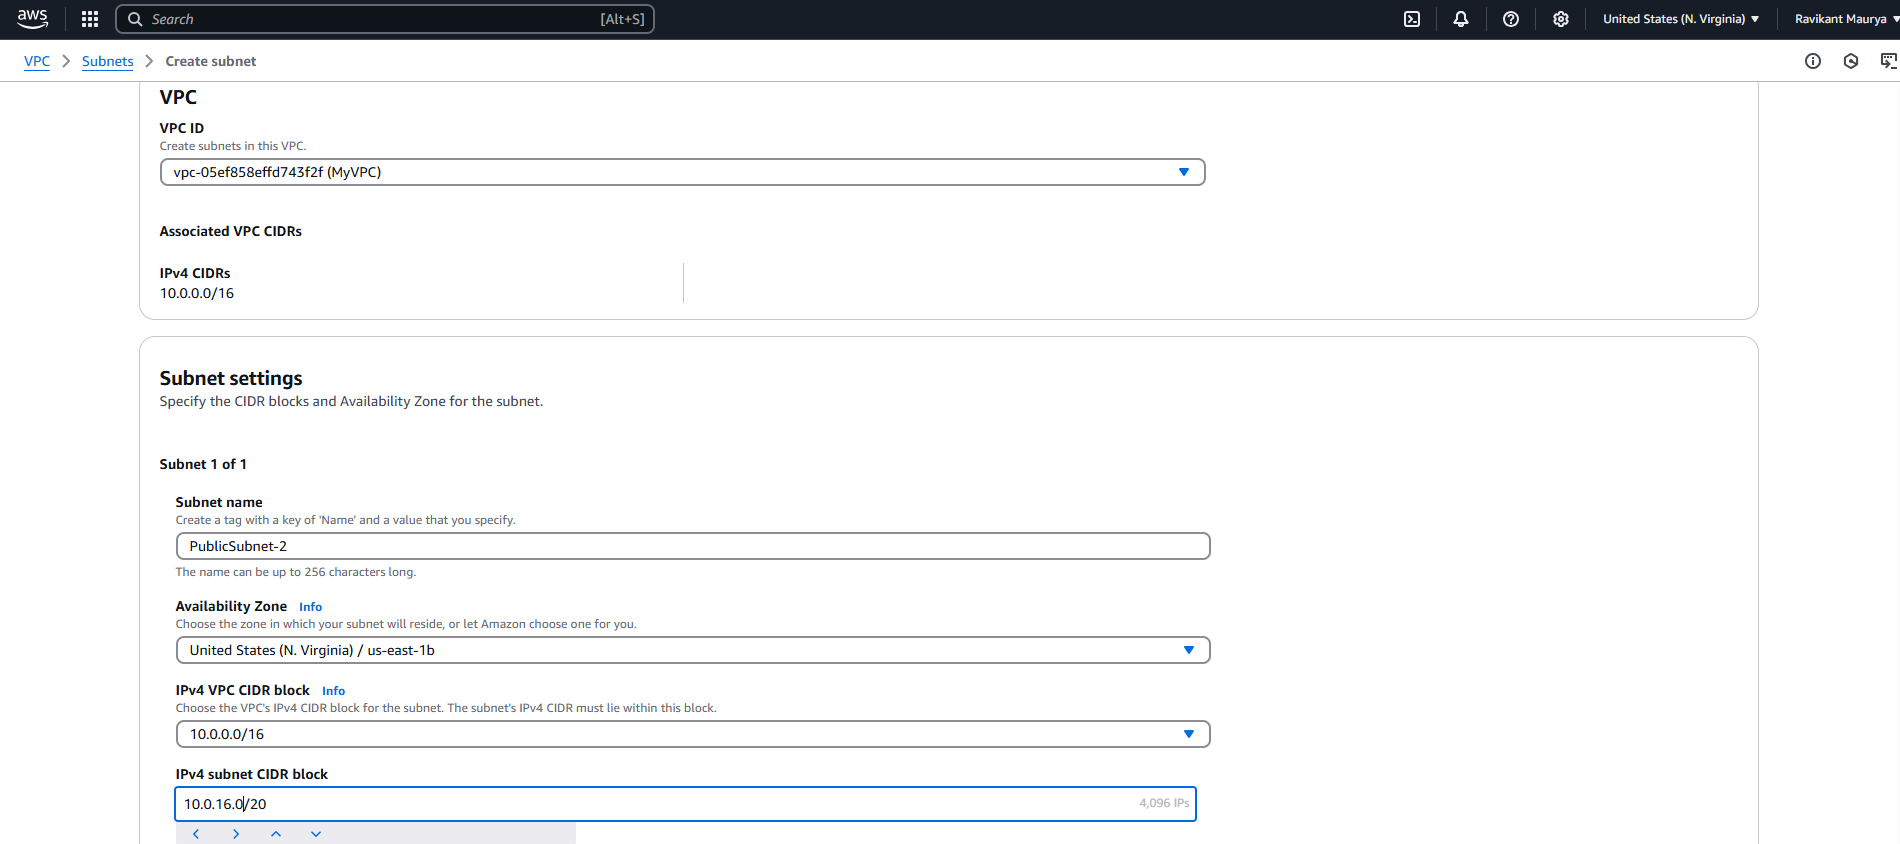 aws
Search [Alt+S]
United States (N. Virginia)
Ravikant Maurya
VPC
Subnets
Create subnet
VPC
VPC ID
Create subnets in this VPC.
vpc-05ef858effd743f2f (MyVPC)
Associated VPC CIDRs
IPv4 CIDRs
10.0.0.0/16
Subnet settings
Specify the CIDR blocks and Availability Zone for the subnet.
Subnet 1 of 1
Subnet name
Create a tag with a key of 'Name' and a value that you specify.
PublicSubnet-2
The name can be up to 256 characters long.
Availability Zone Info
Choose the zone in which your subnet will reside, or let Amazon choose one for you.
United States (N. Virginia) / us-east-1b
IPv4 VPC CIDR block Info
Choose the VPC's IPv4 CIDR block for the subnet. The subnet's IPv4 CIDR must lie within this block.
10.0.0.0/16
IPv4 subnet CIDR block
10.0.16.0/20 4,096 IPs